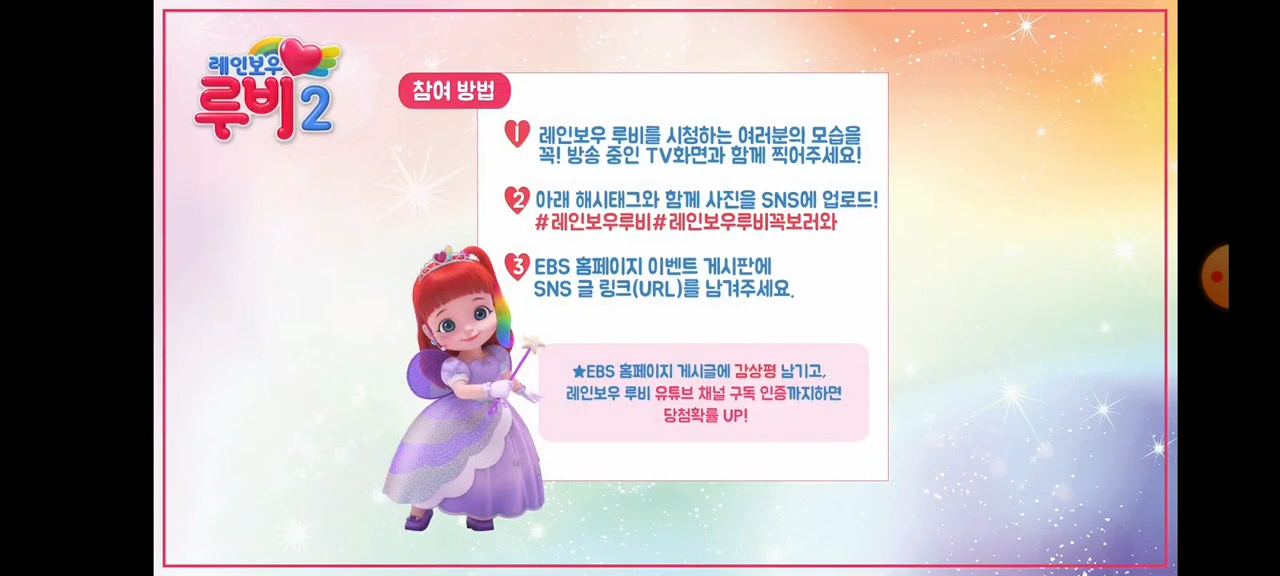 레인보우
루비2
참여 방법
1 레인보우 루비를 시청하는 여러분의 모습을
꼭! 방송 중인 TV화면과 함께 찍어주세요!
2 아래 해시태그와 함께 사진을 SNS에 업로드!
#레인보우루비#레인보우루비꼭보러와
3 EBS 홈페이지 이벤트 게시판에
SNS 글 링크(URL)를 남겨주세요.
★EBS 홈페이지 게시글에 감상평 남기고,
레인보우 루비 유튜브 채널 구독 인증까지하면
당첨확률 UP!